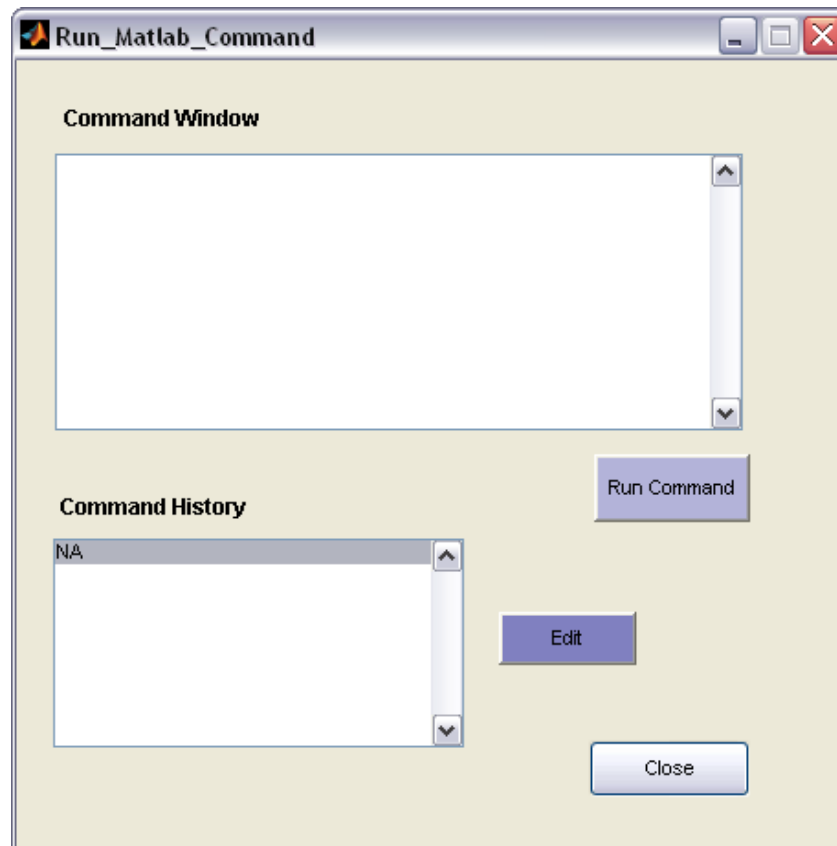 Run_Matlab_Command
Command Window
Run Command
Command History
NA
Edit
Close